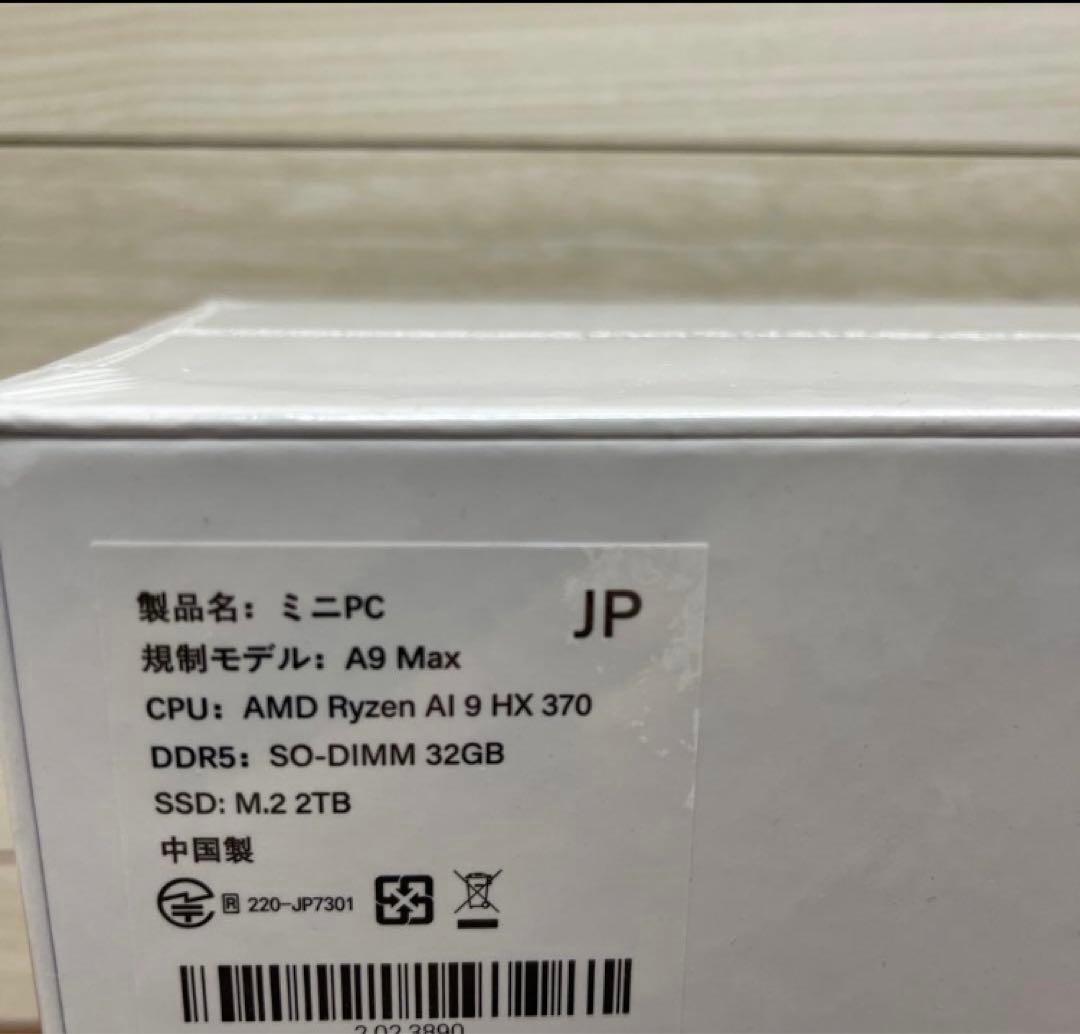 製品名：ミニPC
JP
規制モデル：A9 Max
CPU：AMD Ryzen AI 9 HX 370
DDR5：SO-DIMM 32GB
SSD: M.2 2TB
中国製
R 220-JP7301